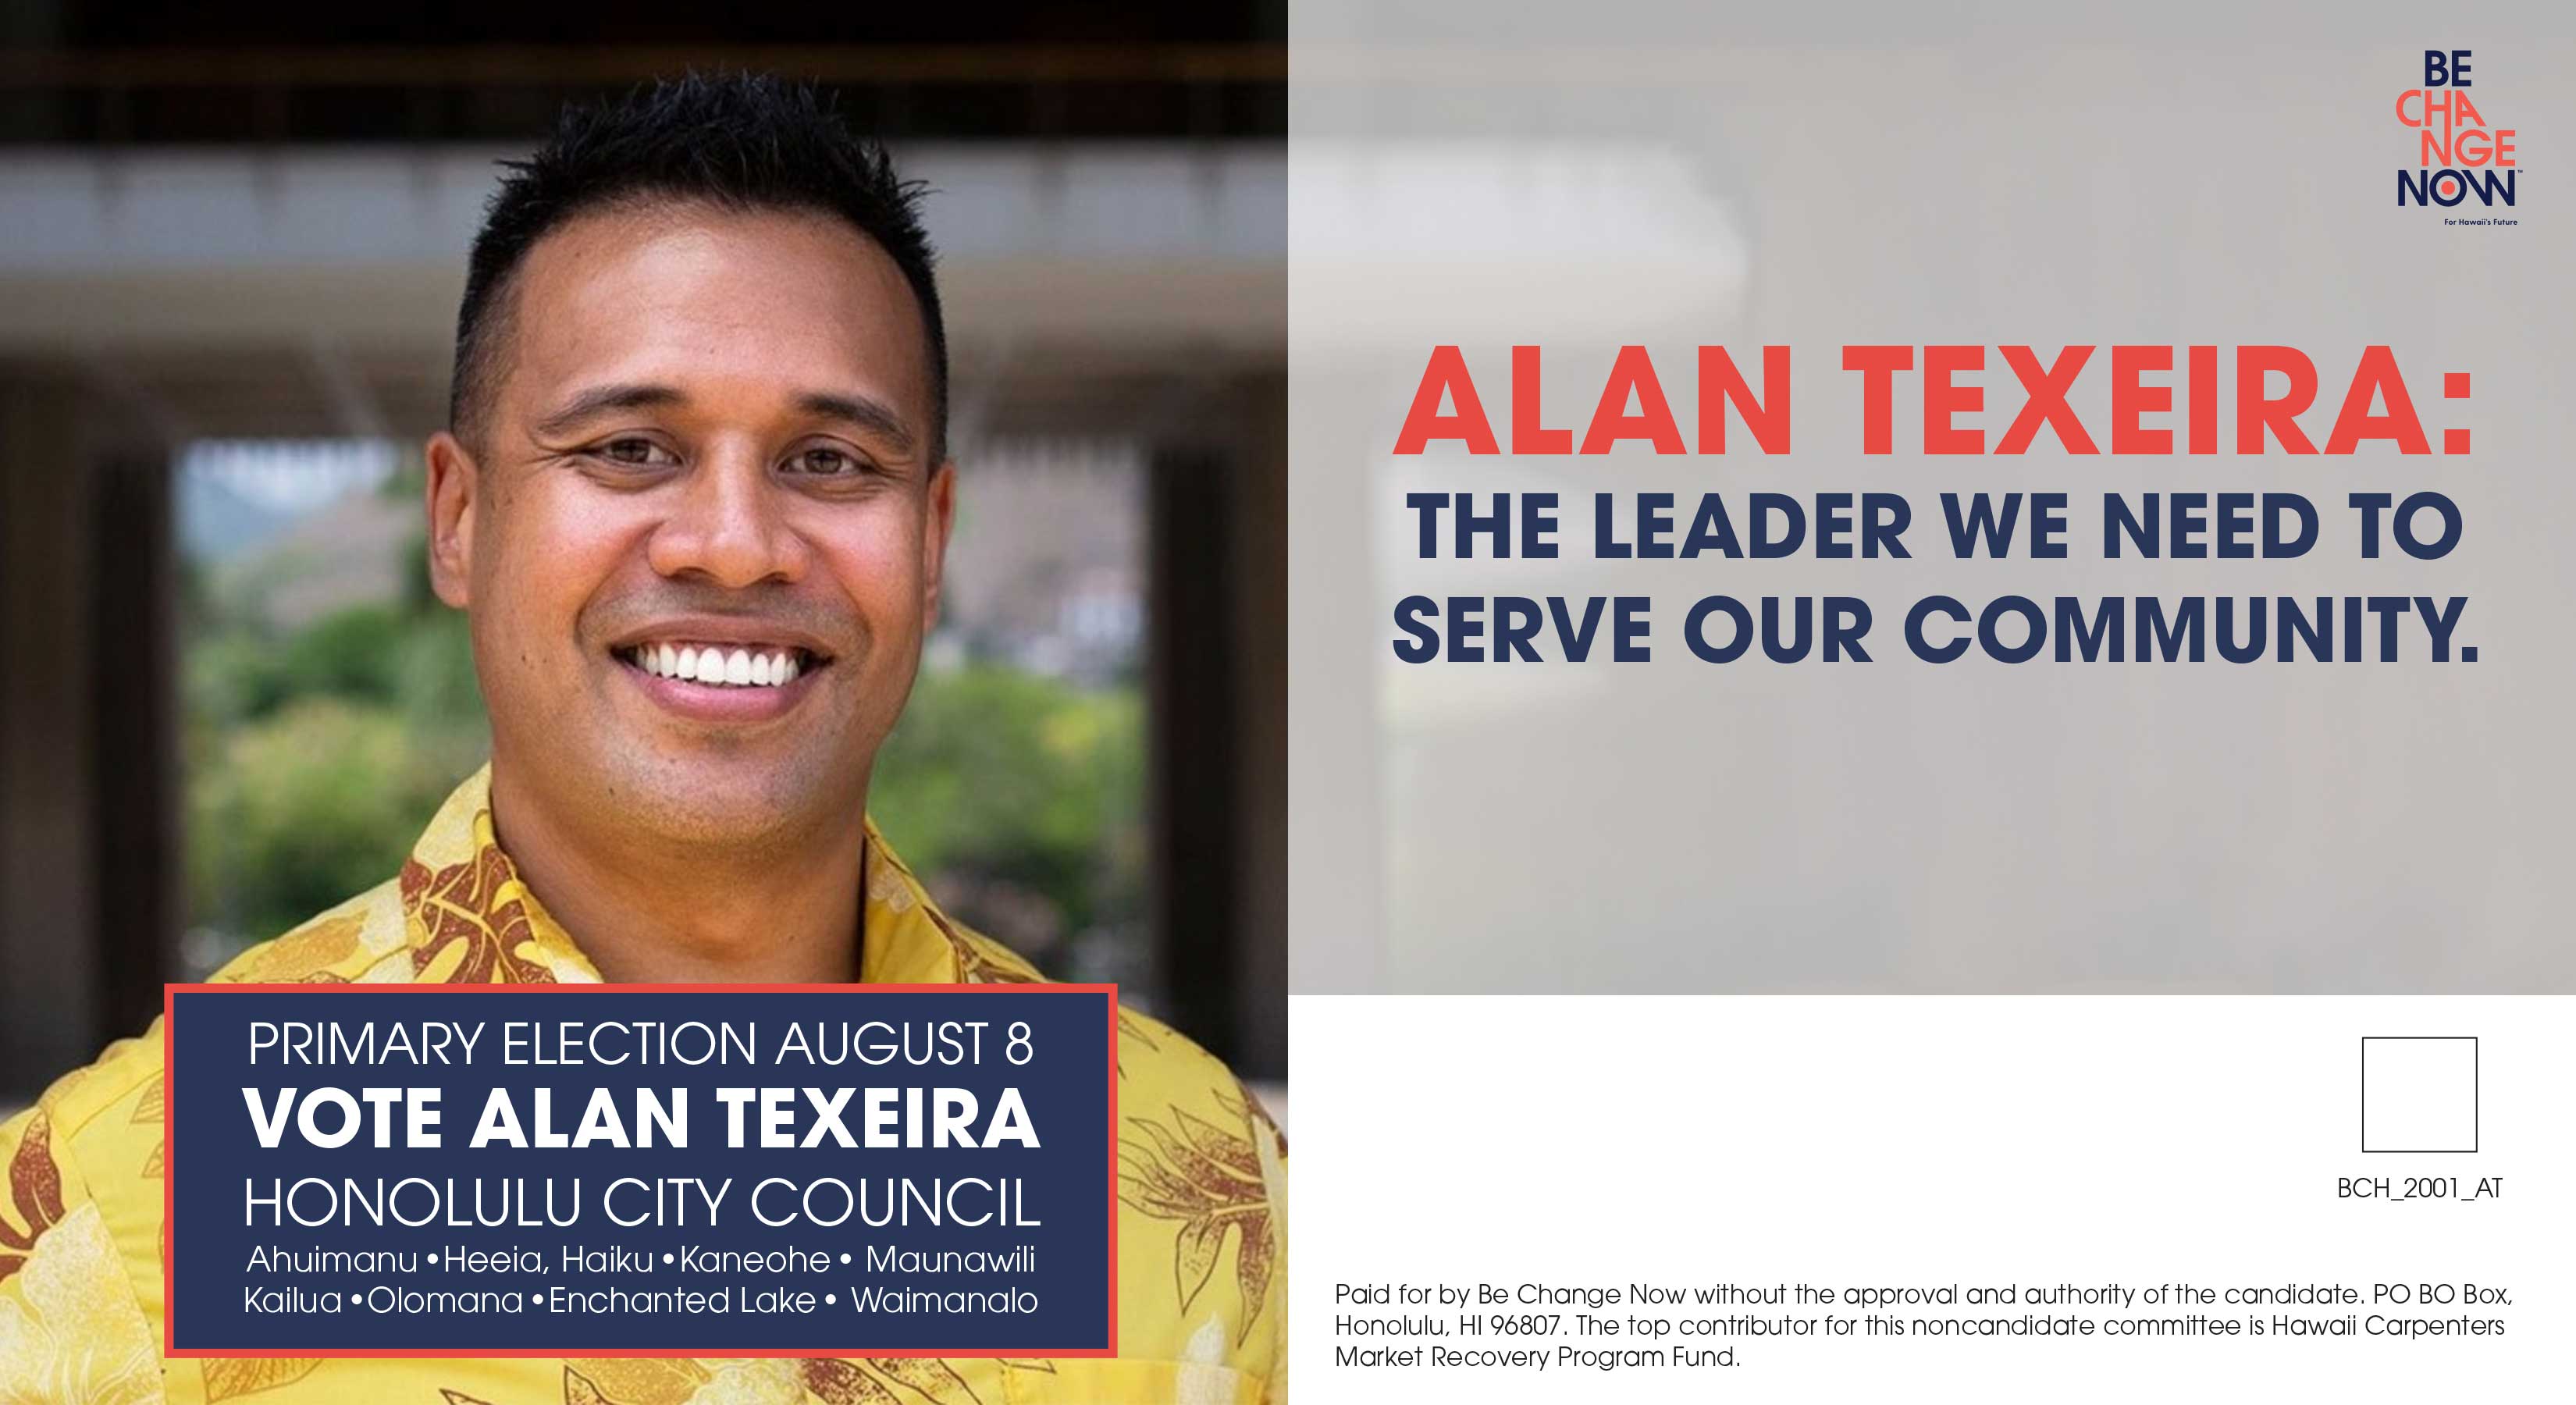 BE
CHA
NGE
NOW™
For Hawaii's Future
ALAN TEXEIRA:
THE LEADER WE NEED TO
SERVE OUR COMMUNITY.
PRIMARY ELECTION AUGUST 8
VOTE ALAN TEXEIRA
HONOLULU CITY COUNCIL
Ahuimanu • Heeia, Haiku • Kaneohe • Maunawili
Kailua • Olomana • Enchanted Lake • Waimanalo
BCH_2001_AT
Paid for by Be Change Now without the approval and authority of the candidate. PO BO Box,
Honolulu, HI 96807. The top contributor for this noncandidate committee is Hawaii Carpenters
Market Recovery Program Fund.